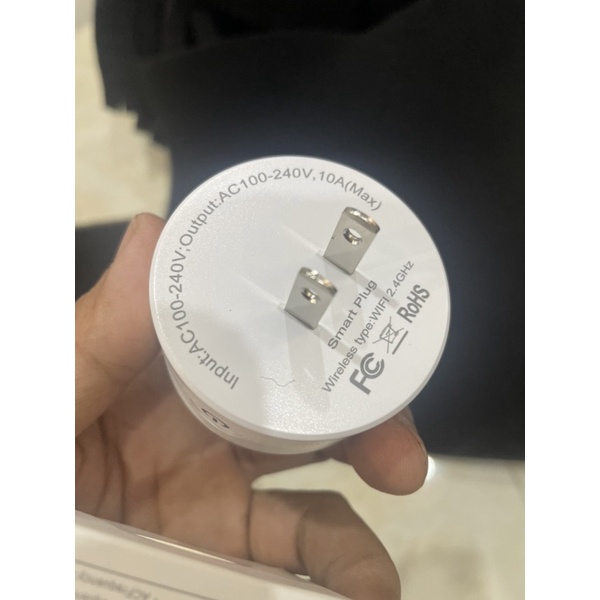 Input:AC100-240V;Output:AC100-240V,10A(Max)
Smart Plug
Wireless type:WIFI 2.4GHz
FC RoHS